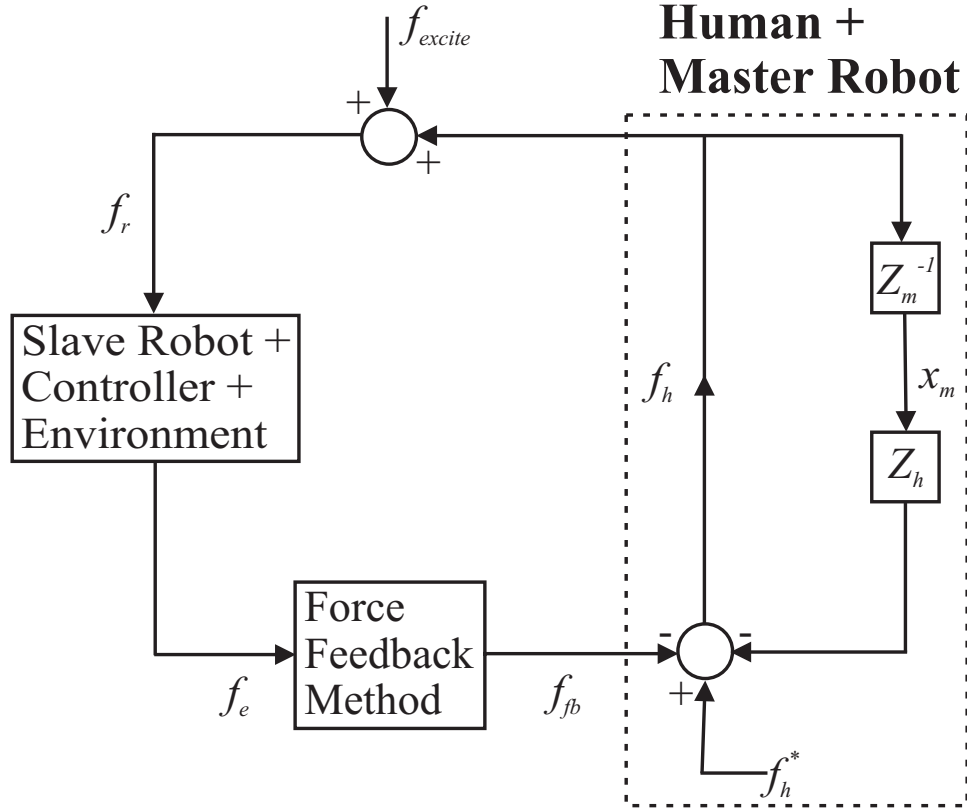 Human +
Master Robot
f_excite
+
+
f_r
Slave Robot +
Controller +
Environment
Z_m^-1
x_m
f_h
Z_h
Force
Feedback
Method
f_e
f_fb
-
-
+
f_h^*